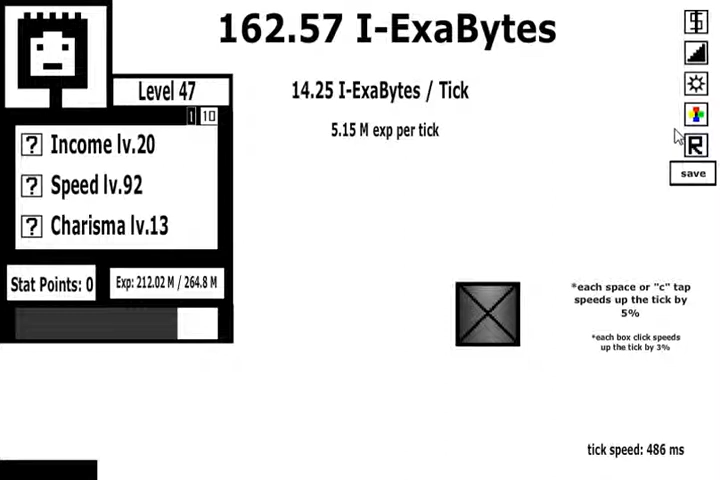 162.57 I-ExaBytes
14.25 I-ExaBytes / Tick
5.15 M exp per tick
Level 47
1 10
? Income lv.20
? Speed lv.92
? Charisma lv.13
Stat Points: 0
Exp: 212.02 M / 264.8 M
$
R
save
*each space or "c" tap
speeds up the tick by
5%
*each box click speeds
up the tick by 3%
tick speed: 486 ms